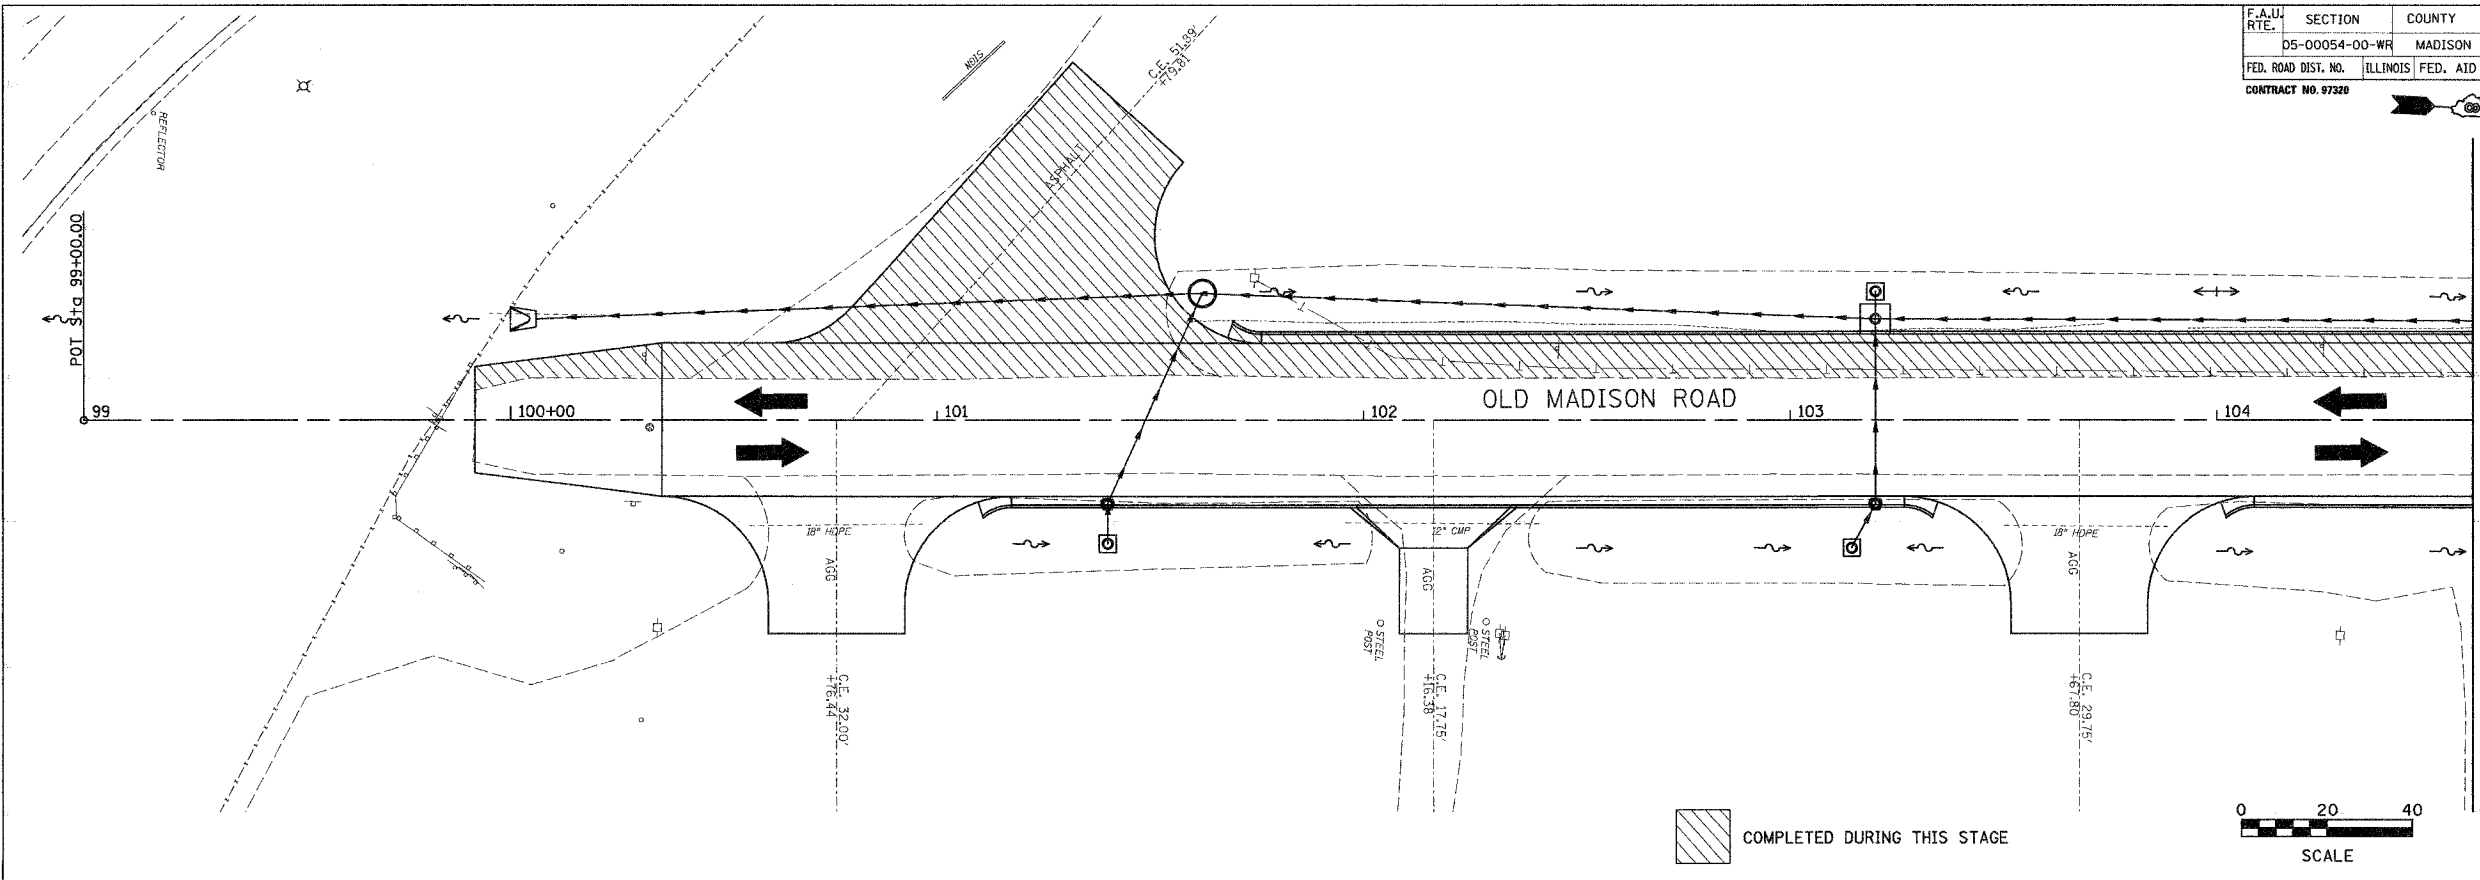 F.A.U. RTE. SECTION COUNTY
05-00054-00-WR MADISON
FED. ROAD DIST. NO. ILLINOIS FED. AID
CONTRACT NO. 97320
SIGN
C.E. 51.89'
+79.81
REFLECTOR
ASPHALT
POT Sta 99+00.00
99
100+00
101
102
103
104
OLD MADISON ROAD
18" HDPE
AGG
12" CMP
AGG
18" HDPE
AGG
STEEL POST
STEEL POST
C.E. 32.00'
+76.44
C.E. 17.75'
+16.38
C.E. 29.75'
+67.80
COMPLETED DURING THIS STAGE
0 20 40
SCALE